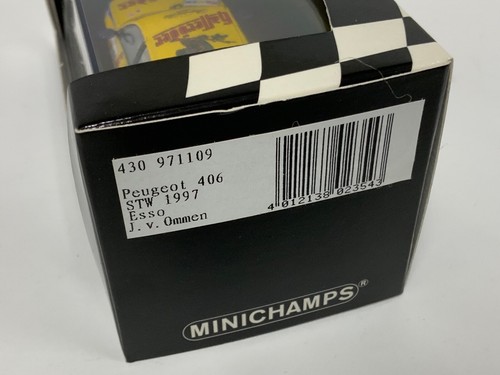 430 971109
Peugeot 406
STW 1997
Esso
J.v.Ommen
4 012138 023543
MINICHAMPS®